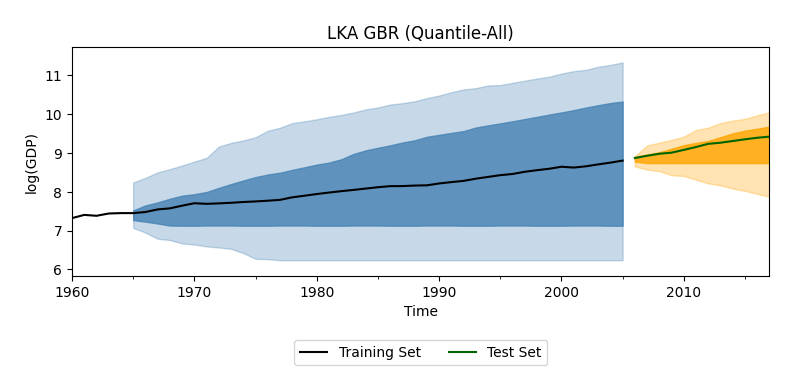 LKA GBR (Quantile-All)
log(GDP)
11
10
9
8
7
6
1960 1970 1980 1990 2000 2010
Time
Training Set Test Set